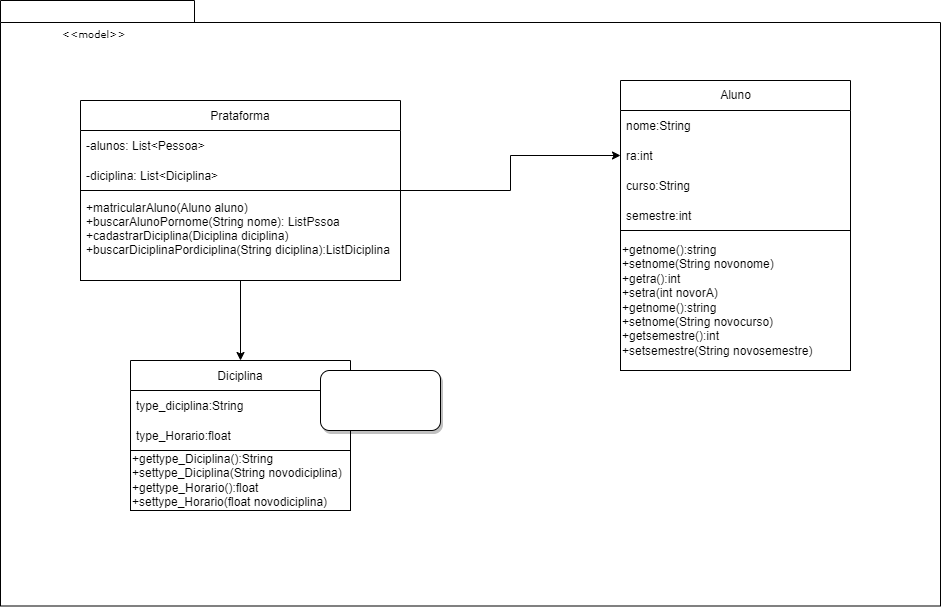 <<model>>
Prataforma
-alunos: List<Pessoa>
-diciplina: List<Diciplina>
+matricularAluno(Aluno aluno)
+buscarAlunoPornome(String nome): ListPssoa
+cadastrarDiciplina(Diciplina diciplina)
+buscarDiciplinaPordiciplina(String diciplina):ListDiciplina
Aluno
nome:String
ra:int
curso:String
semestre:int
+getnome():string
+setnome(String novonome)
+getra():int
+setra(int novorA)
+getnome():string
+setnome(String novocurso)
+getsemestre():int
+setsemestre(String novosemestre)
Diciplina
type_diciplina:String
type_Horario:float
+gettype_Diciplina():String
+settype_Diciplina(String novodiciplina)
+gettype_Horario():float
+settype_Horario(float novodiciplina)